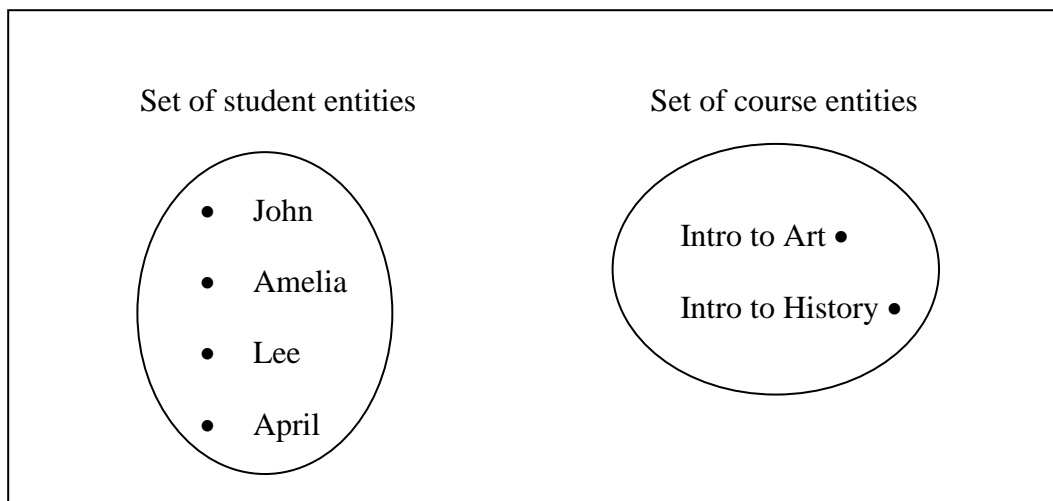 Set of student entities
Set of course entities
• John
• Amelia
• Lee
• April
Intro to Art •
Intro to History •